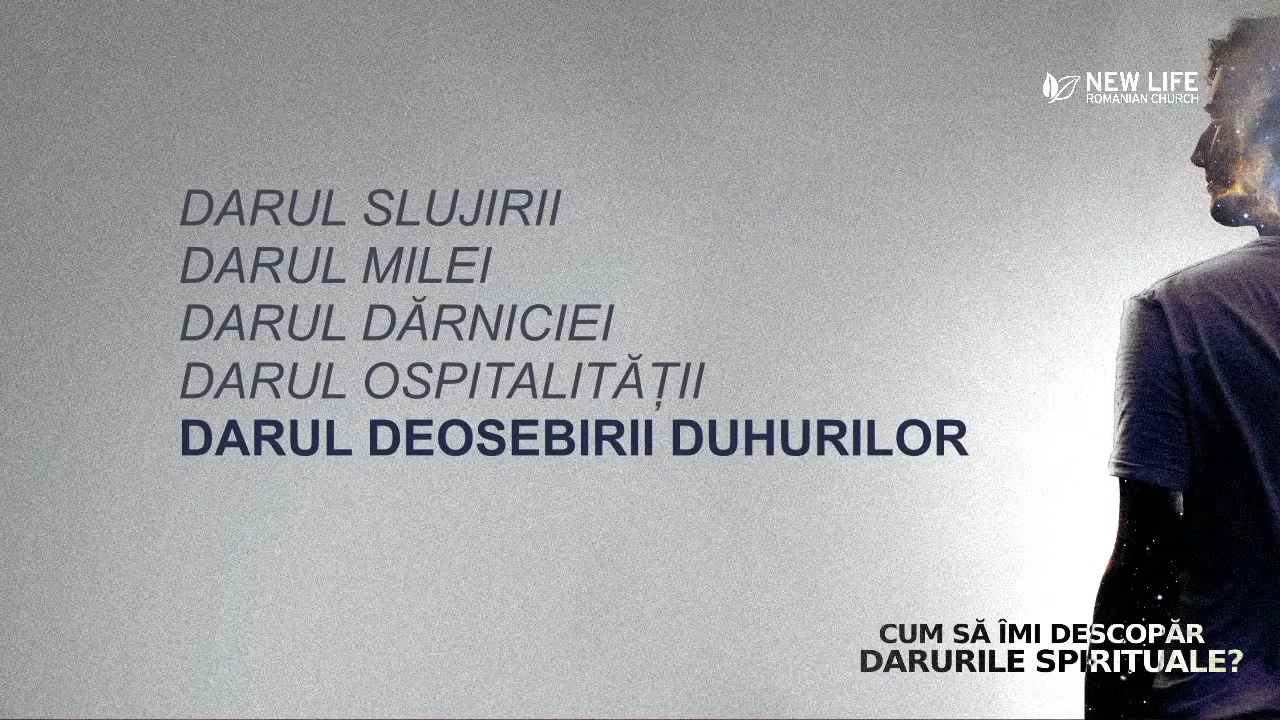 NEW LIFE
ROMANIAN CHURCH
DARUL SLUJIRII
DARUL MILEI
DARUL DĂRNICIEI
DARUL OSPITALITĂȚII
DARUL DEOSEBIRII DUHURILOR
CUM SĂ ÎMI DESCOPĂR
DARURILE SPIRITUALE?